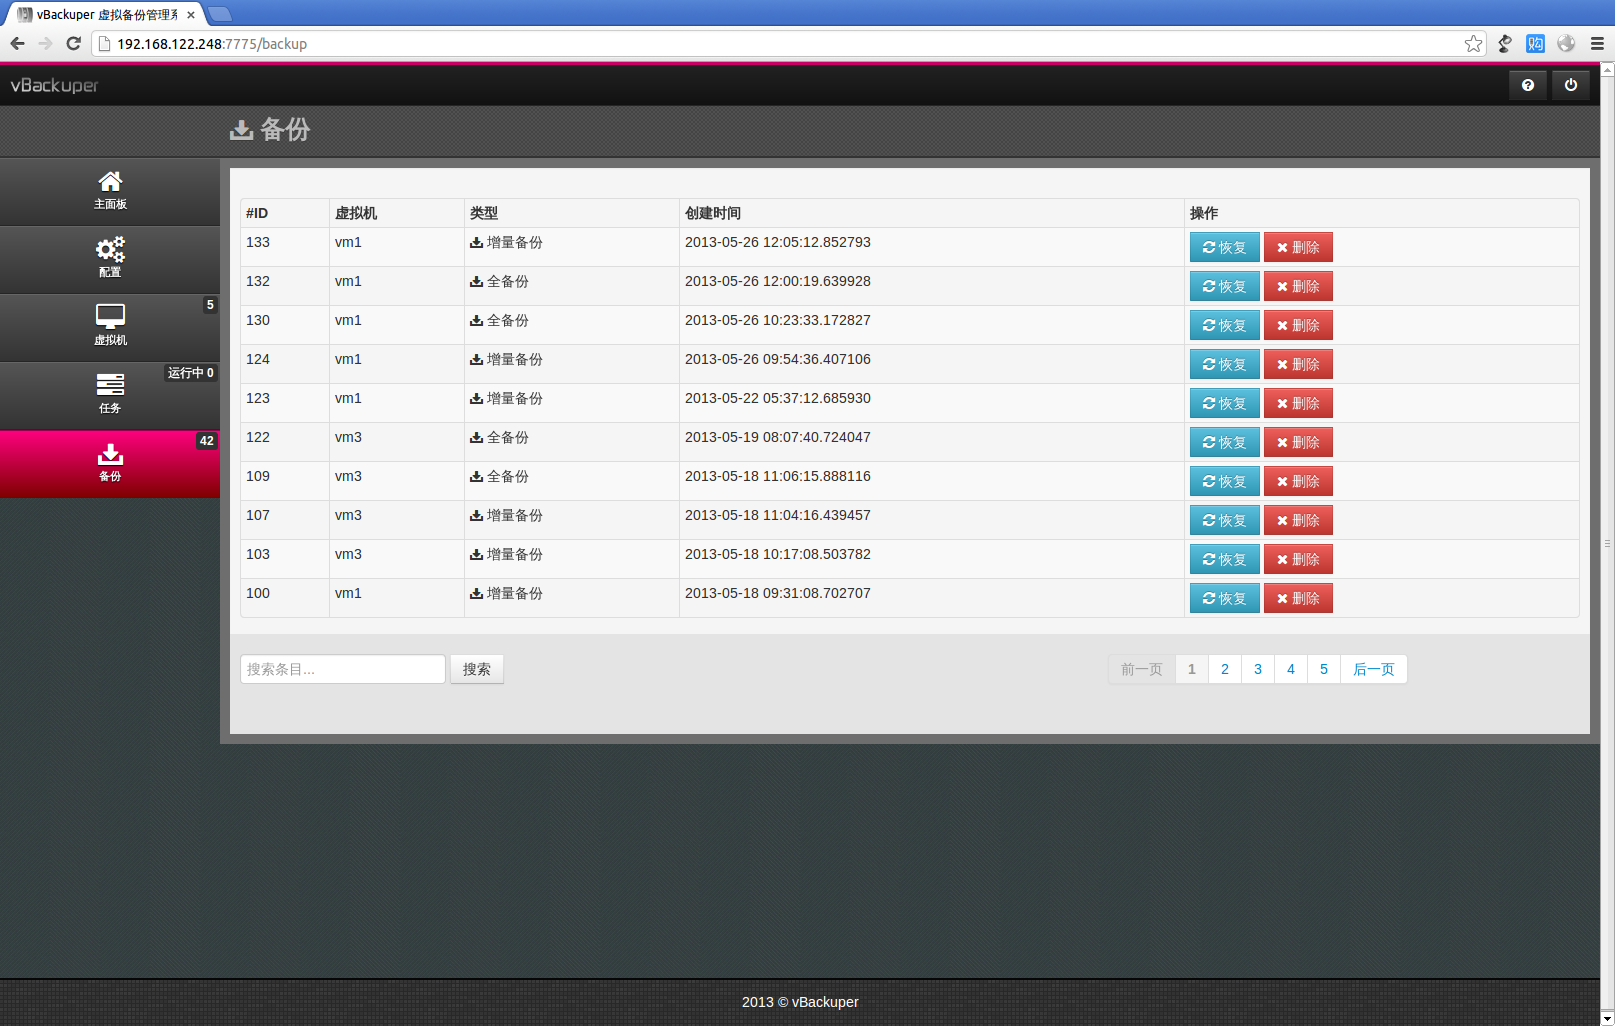 vBackuper 虚拟备份管理系
192.168.122.248:7775/backup
购
vBackuper
备份
主面板
配置
5
虚拟机
运行中 0
任务
42
备份
#ID 虚拟机 类型 创建时间 操作
133 vm1 增量备份 2013-05-26 12:05:12.852793 恢复 删除
132 vm1 全备份 2013-05-26 12:00:19.639928 恢复 删除
130 vm1 全备份 2013-05-26 10:23:33.172827 恢复 删除
124 vm1 增量备份 2013-05-26 09:54:36.407106 恢复 删除
123 vm1 增量备份 2013-05-22 05:37:12.685930 恢复 删除
122 vm3 全备份 2013-05-19 08:07:40.724047 恢复 删除
109 vm3 全备份 2013-05-18 11:06:15.888116 恢复 删除
107 vm3 增量备份 2013-05-18 11:04:16.439457 恢复 删除
103 vm3 增量备份 2013-05-18 10:17:08.503782 恢复 删除
100 vm1 增量备份 2013-05-18 09:31:08.702707 恢复 删除
搜索条目... 搜索 前一页 1 2 3 4 5 后一页
2013 © vBackuper